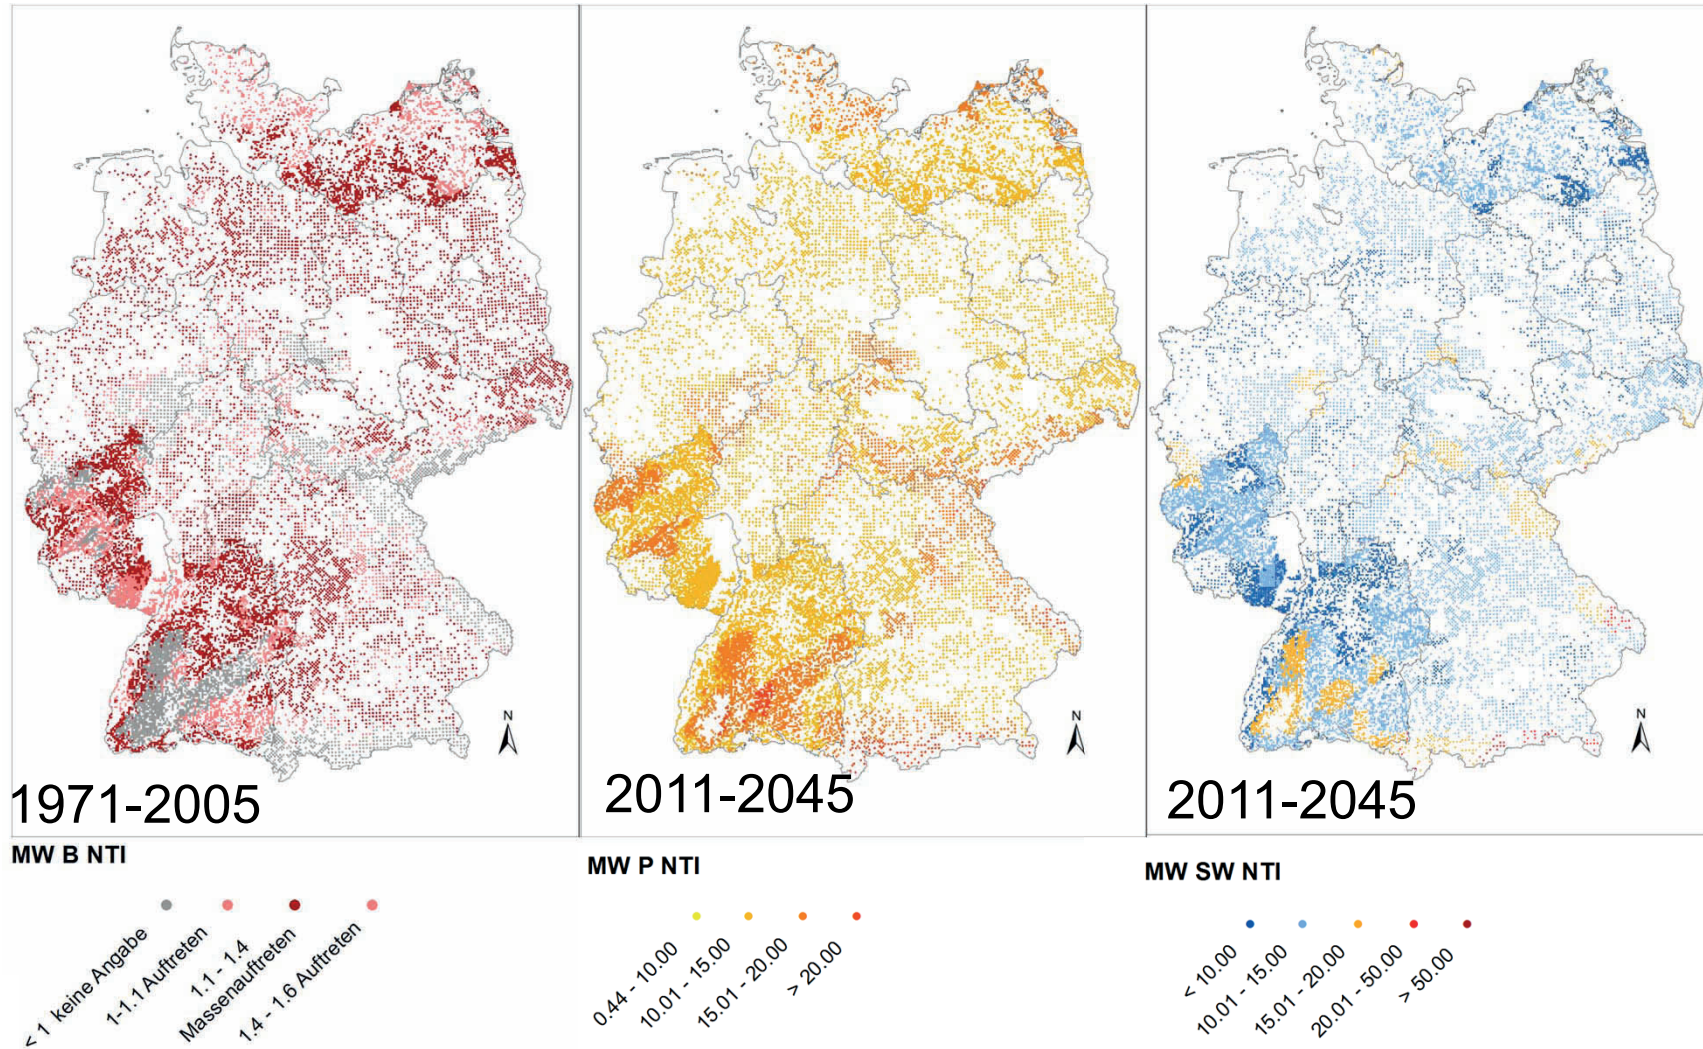 N
N
N
1971-2005
2011-2045
2011-2045
MW B NTI
MW P NTI
MW SW NTI
< 1 keine Angabe
1-1.1 Auftreten
1.1 - 1.4
Massenauftreten
1.4 - 1.6 Auftreten
0.44 - 10.00
10.01 - 15.00
15.01 - 20.00
> 20.00
< 10.00
10.01 - 15.00
15.01 - 20.00
20.01 - 50.00
> 50.00